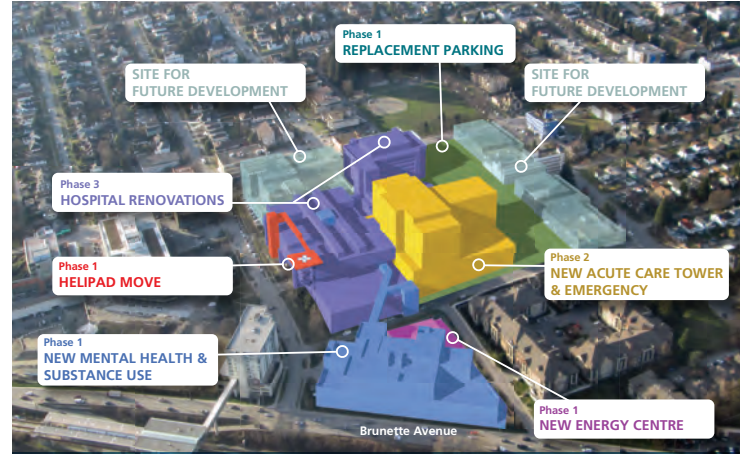 Phase 1
REPLACEMENT PARKING
SITE FOR
FUTURE DEVELOPMENT
SITE FOR
FUTURE DEVELOPMENT
Phase 3
HOSPITAL RENOVATIONS
Phase 1
HELIPAD MOVE
Phase 2
NEW ACUTE CARE TOWER
& EMERGENCY
Phase 1
NEW MENTAL HEALTH &
SUBSTANCE USE
Phase 1
NEW ENERGY CENTRE
Brunette Avenue